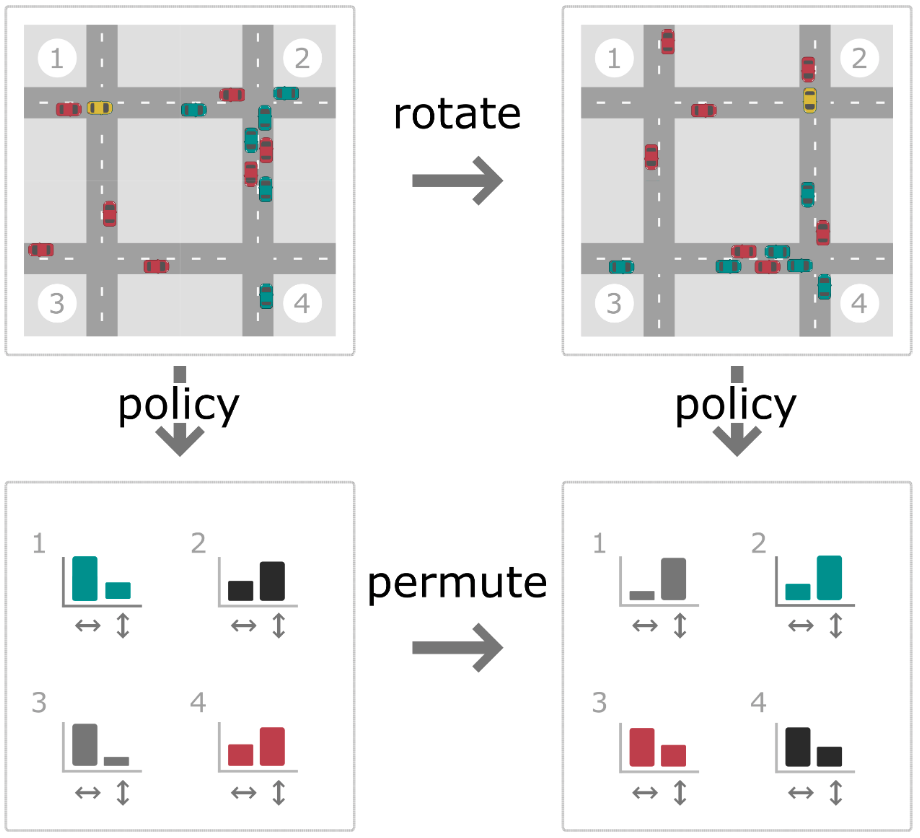 1 2 1 2
rotate
3 4 3 4
policy policy
1 2 1 2
permute
3 4 3 4